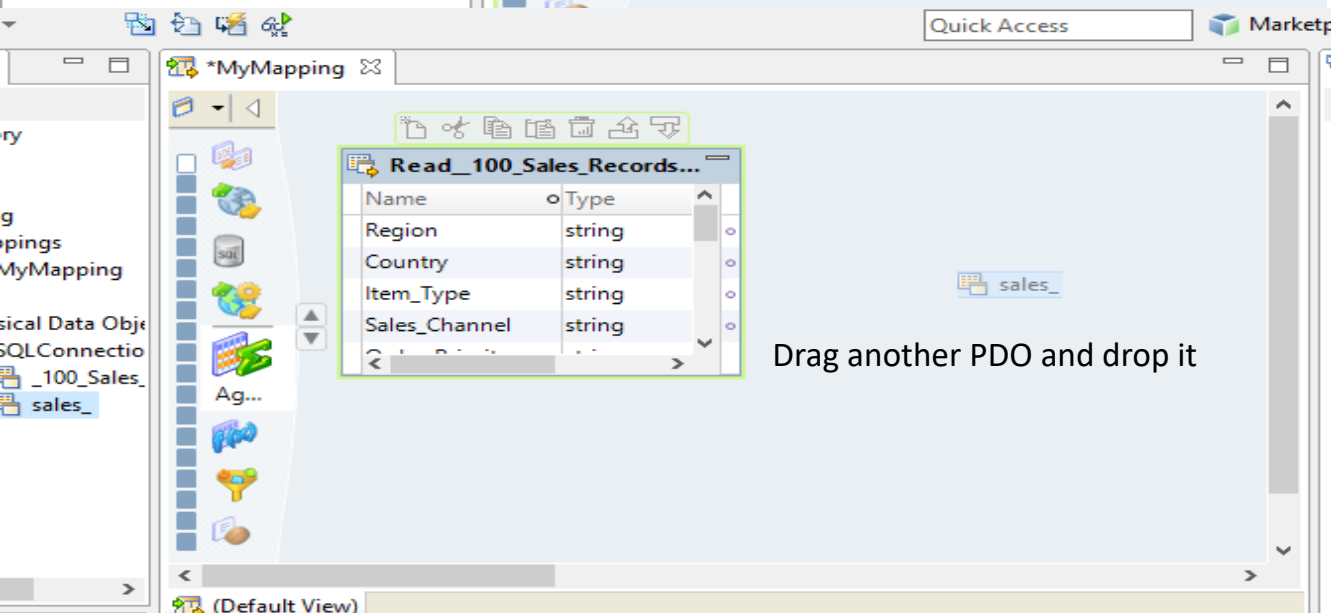 Quick Access
Marketp
*MyMapping
ry
g
ppings
MyMapping
sical Data Obje
SQLConnectio
_100_Sales_
sales_
SQL
Ag...
f(x)
Read__100_Sales_Records...
Name Type
Region string
Country string
Item_Type string
Sales_Channel string
sales_
Drag another PDO and drop it
(Default View)